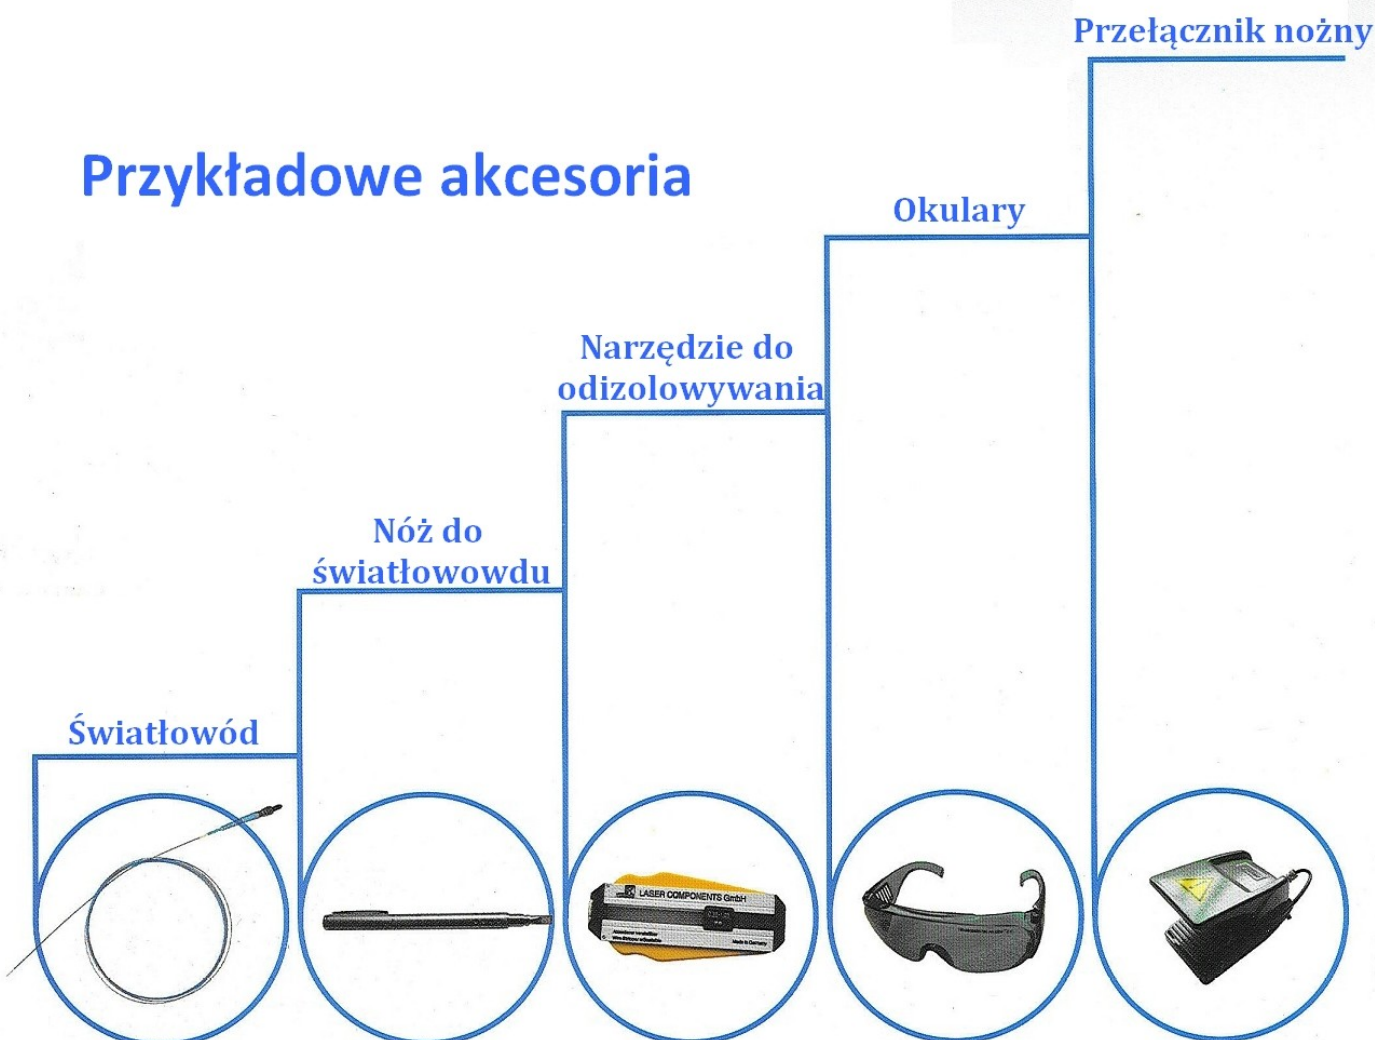 Przełącznik nożny
Przykładowe akcesoria
Okulary
Narzędzie do
odizolowywania
Nóż do
światłowowdu
Światłowód
LASER COMPONENTS GmbH
Made in Germany